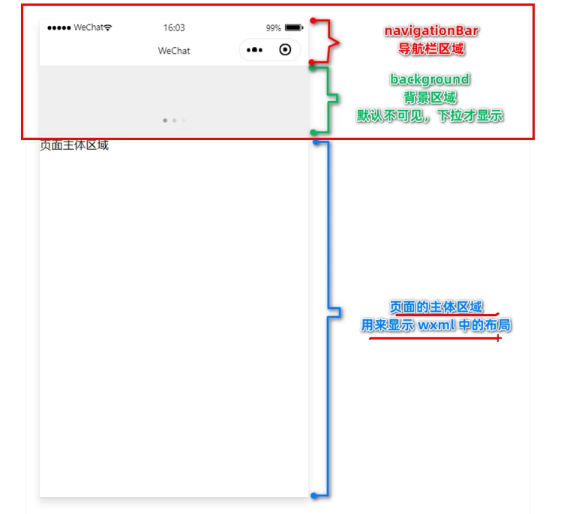 ●●●●● WeChat
16:03
99%
WeChat
navigationBar
导航栏区域
background
背景区域
默认不可见，下拉才显示
页面主体区域
页面的主体区域
用来显示 wxml 中的布局